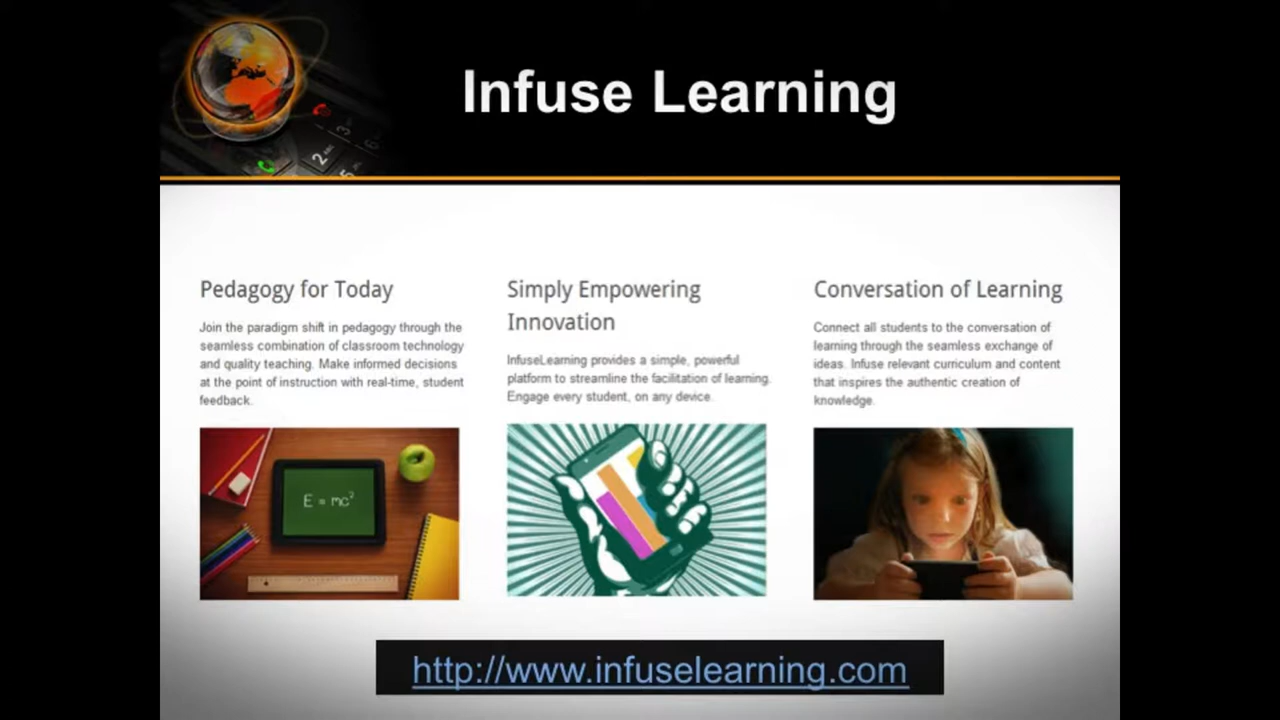 Infuse Learning
Pedagogy for Today
Join the paradigm shift in pedagogy through the
seamless combination of classroom technology
and quality teaching. Make informed decisions
at the point of instruction with real-time, student
feedback.
Simply Empowering
Innovation
InfuseLearning provides a simple, powerful
platform to streamline the facilitation of learning.
Engage every student, on any device.
Conversation of Learning
Connect all students to the conversation of
learning through the seamless exchange of
ideas. Infuse relevant curriculum and content
that inspires the authentic creation of
knowledge.
E = mc²
http://www.infuselearning.com